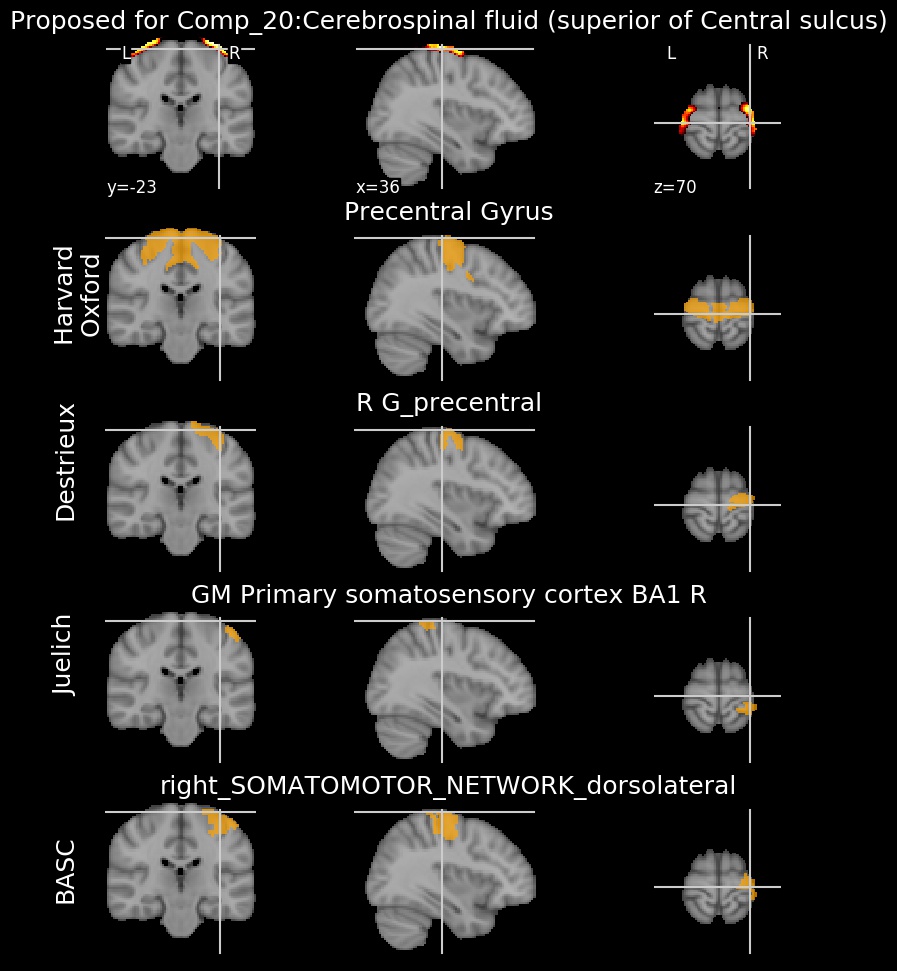 Proposed for Comp_20:Cerebrospinal fluid (superior of Central sulcus)
L R
L R
y=-23
x=36
z=70
Precentral Gyrus
Harvard
Oxford
R G_precentral
Destrieux
GM Primary somatosensory cortex BA1 R
Juelich
right_SOMATOMOTOR_NETWORK_dorsolateral
BASC